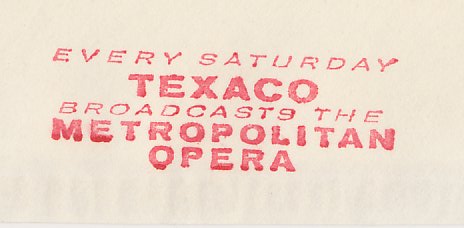 EVERY SATURDAY
TEXACO
BROADCASTS THE
METROPOLITAN
OPERA